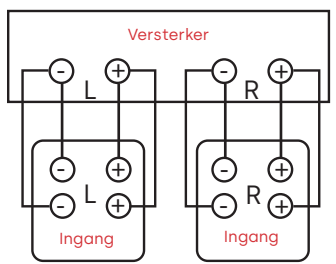 Versterker
- L + - R +
- + - +
L R
- + - +
Ingang Ingang